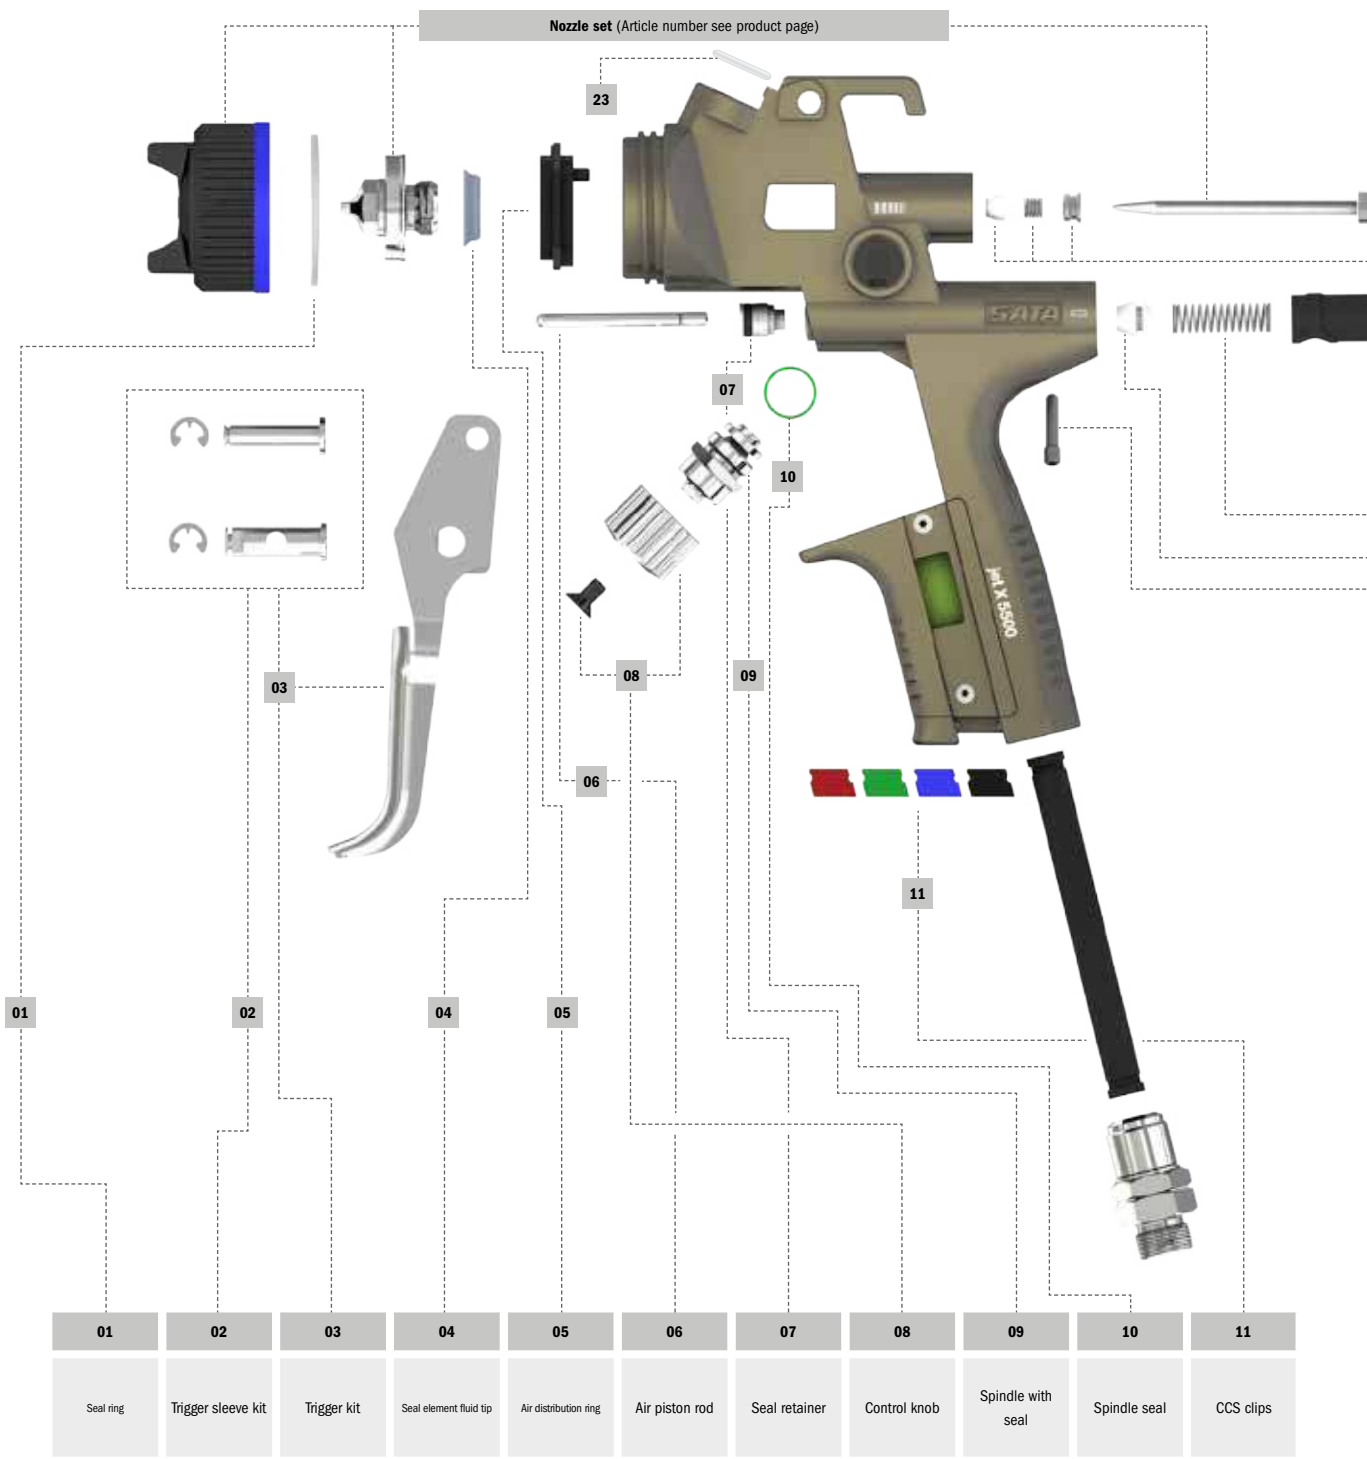 Nozzle set (Article number see product page)
23
SATA
07
10
jet X 5500
08
09
03
06
11
01
02
04
05
01 02 03 04 05 06 07 08 09 10 11
Seal ring
Trigger sleeve kit
Trigger kit
Seal element fluid tip
Air distribution ring
Air piston rod
Seal retainer
Control knob
Spindle with
seal
Spindle seal
CCS clips